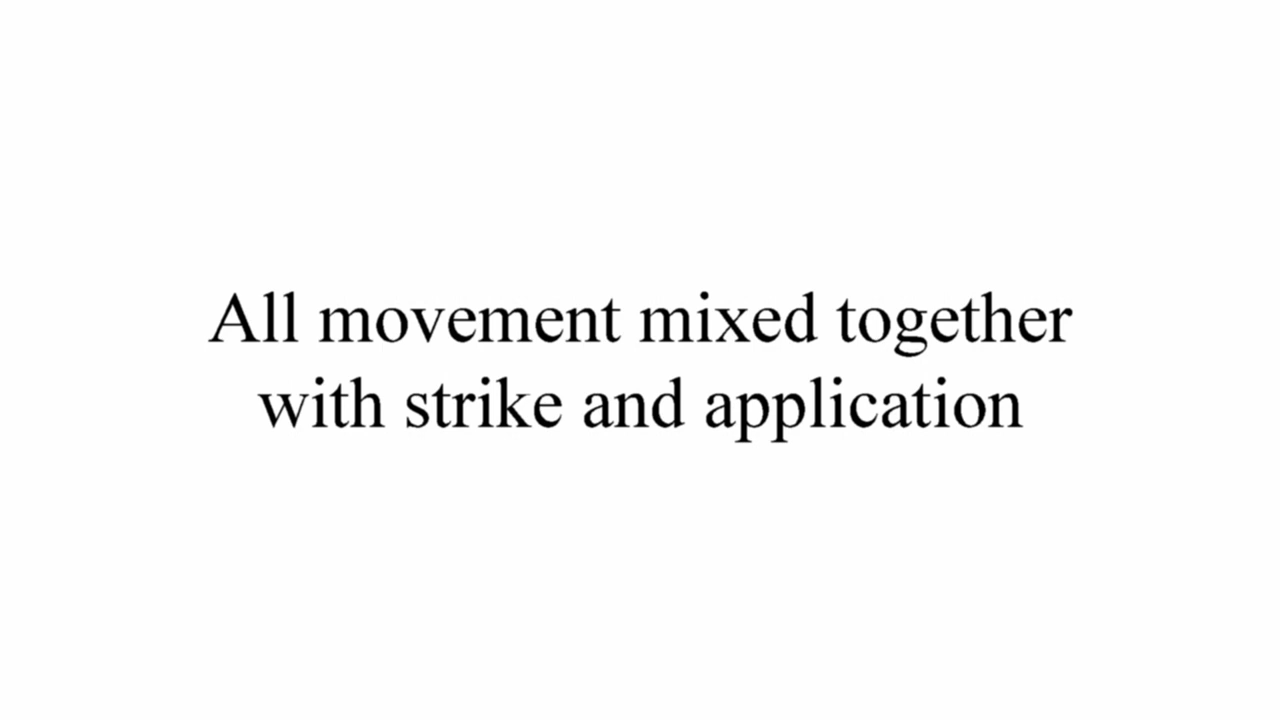 All movement mixed together
with strike and application